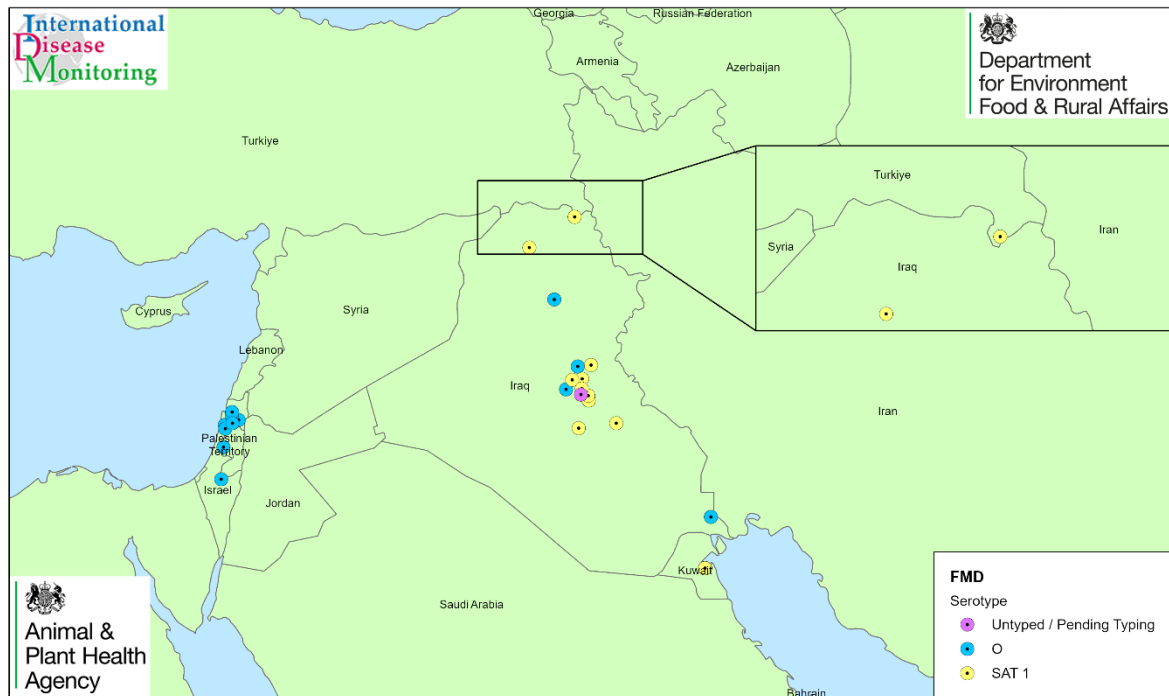 International
Disease
Monitoring
Georgia
Russian Federation
Armenia
Azerbaijan
Department
for Environment
Food & Rural Affairs
Turkiye
Turkiye
Iran
Syria
Iraq
Cyprus
Syria
Lebanon
Iraq
Iran
Palestinian
Territory
Israel
Jordan
Kuwait
Saudi Arabia
Bahrain
Animal &
Plant Health
Agency
FMD
Serotype
Untyped / Pending Typing
O
SAT 1